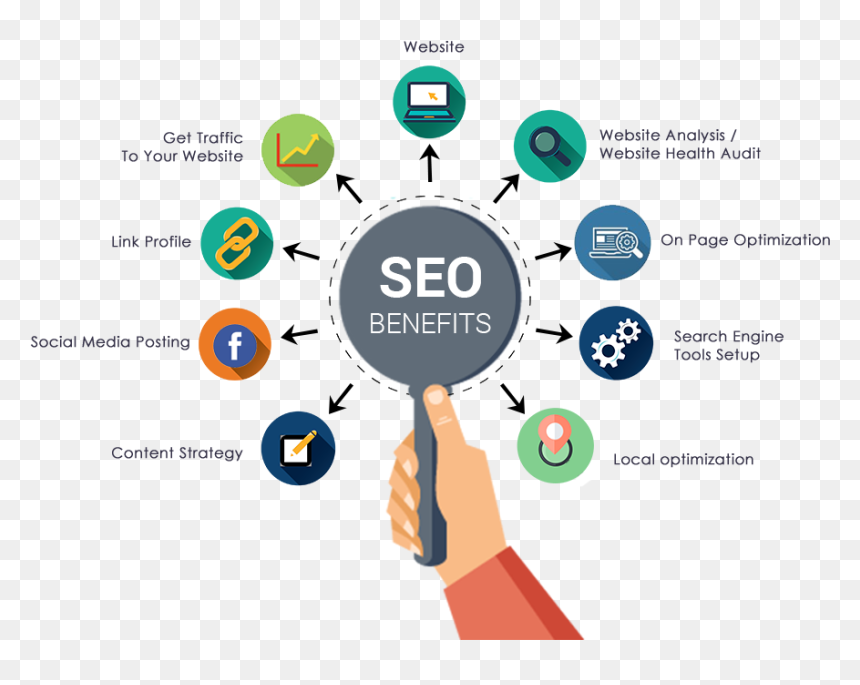 Website
Get Traffic
To Your Website
Website Analysis /
Website Health Audit
Link Profile
On Page Optimization
SEO
BENEFITS
Social Media Posting
f
Search Engine
Tools Setup
Content Strategy
Local optimization